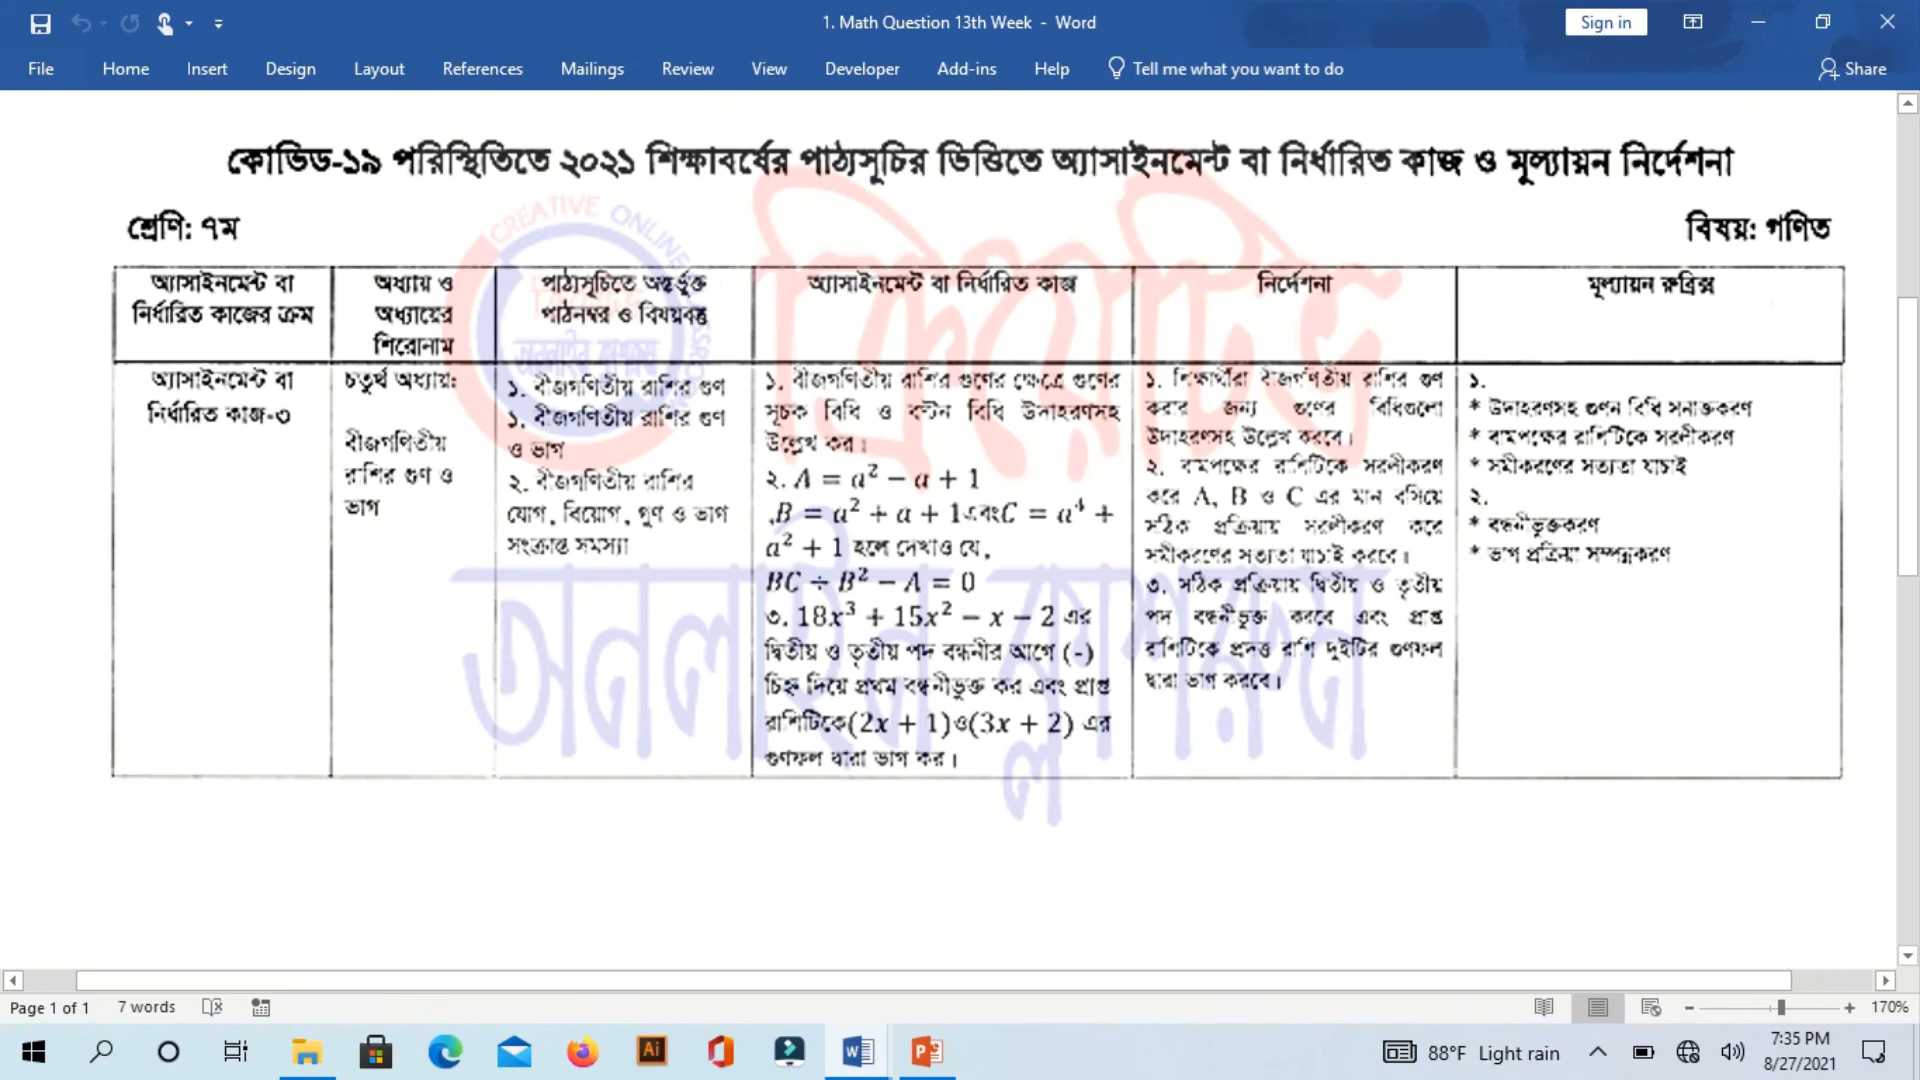 1. Math Question 13th Week - Word
Sign in
File Home Insert Design Layout References Mailings Review View Developer Add-ins Help Tell me what you want to do Share
কোভিড-১৯ পরিস্থিতিতে ২০২১ শিক্ষাবর্ষের পাঠ্যসূচির ভিত্তিতে অ্যাসাইনমেন্ট বা নির্ধারিত কাজ ও মূল্যায়ন নির্দেশনা
শ্রেণি: ৭ম
বিষয়: গণিত
অ্যাসাইনমেন্ট বা
নির্ধারিত কাজের ক্রম
অধ্যায় ও
অধ্যায়ের
শিরোনাম
পাঠ্যসূচিতে অন্তর্ভুক্ত
পাঠনম্বর ও বিষয়বস্তু
অ্যাসাইনমেন্ট বা নির্ধারিত কাজ
নির্দেশনা
মূল্যায়ন রুব্রিক্স
অ্যাসাইনমেন্ট বা
নির্ধারিত কাজ-৩
চতুর্থ অধ্যায়:
বীজগণিতীয়
রাশির গুণ ও
ভাগ
১. বীজগণিতীয় রাশির গুণ
১. বীজগণিতীয় রাশির গুণ
ও ভাগ
২. বীজগণিতীয় রাশির
যোগ, বিয়োগ, গুণ ও ভাগ
সংক্রান্ত সমস্যা
১. বীজগণিতীয় রাশির গুণের ক্ষেত্রে গুণের
সূচক বিধি ও বণ্টন বিধি উদাহরণসহ
উল্লেখ কর।
২. A = a² − a + 1
,B = a² + a + 1এবংC = a⁴ +
a² + 1 হলে দেখাও যে,
BC ÷ B² − A = 0
৩. 18x³ + 15x² − x − 2 এর
দ্বিতীয় ও তৃতীয় পদ বন্ধনীর আগে (-)
চিহ্ন দিয়ে প্রথম বন্ধনীভুক্ত কর এবং প্রাপ্ত
রাশিটিকে(2x + 1)ও(3x + 2) এর
গুণফল দ্বারা ভাগ কর।
১. শিক্ষার্থীরা বীজগণিতীয় রাশির গুণ
করার জন্য গুণের বিধিগুলো
উদাহরণসহ উল্লেখ করবে।
২. বামপক্ষের রাশিটিকে সরলীকরণ
করে A, B ও C এর মান বসিয়ে
সঠিক প্রক্রিয়ায় সরলীকরণ করে
সমীকরণের সত্যতা যাচাই করবে।
৩. সঠিক প্রক্রিয়ায় দ্বিতীয় ও তৃতীয়
পদ বন্ধনীভুক্ত করবে এবং প্রাপ্ত
রাশিটিকে প্রদত্ত রাশি দুইটির গুণফল
দ্বারা ভাগ করবে।
১.
* উদাহরণসহ গুণন বিধি সনাক্তকরণ
* বামপক্ষের রাশিটিকে সরলীকরণ
* সমীকরণের সত্যতা যাচাই
২.
* বন্ধনীভুক্তকরণ
* ভাগ প্রক্রিয়া সম্পন্নকরণ
CREATIVE ONLINE
ক্রিয়েটিভ
অনলাইন ক্লাশরুম
Page 1 of 1 7 words
170%
88°F Light rain
7:35 PM
8/27/2021